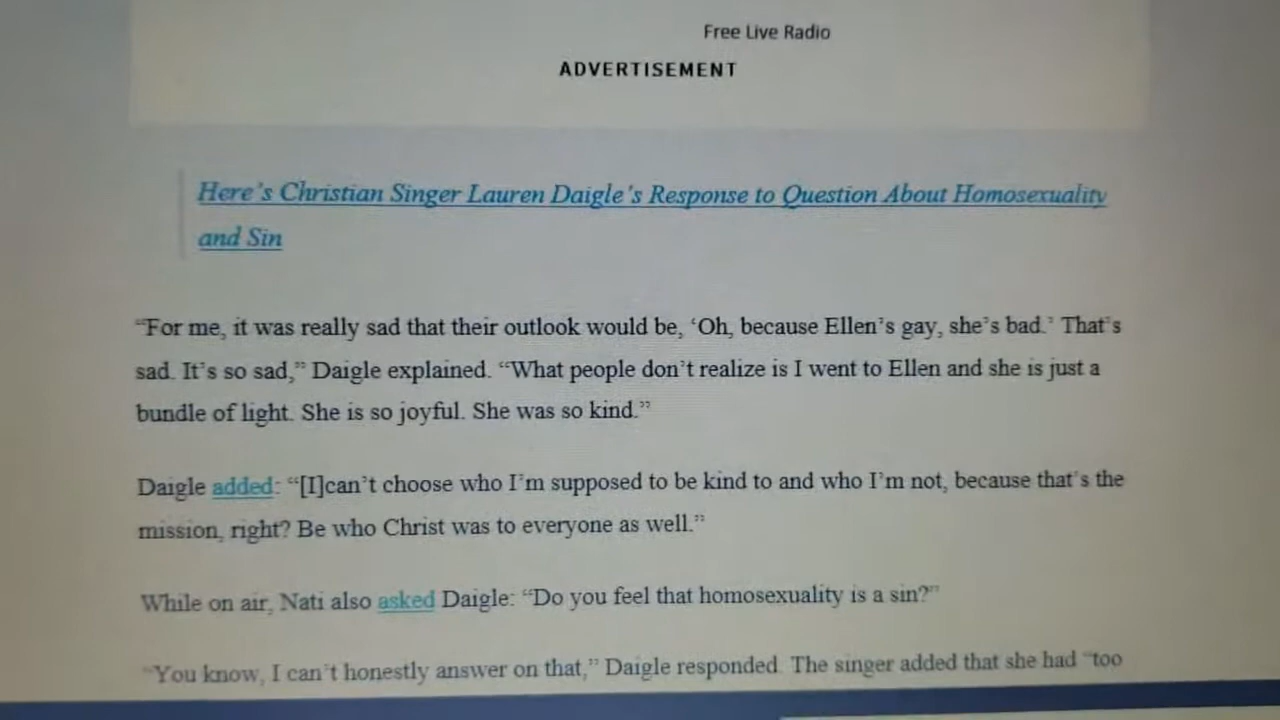 Free Live Radio
ADVERTISEMENT
Here's Christian Singer Lauren Daigle's Response to Question About Homosexuality
and Sin
“For me, it was really sad that their outlook would be, ‘Oh, because Ellen’s gay, she’s bad.’ That’s
sad. It’s so sad,” Daigle explained. “What people don’t realize is I went to Ellen and she is just a
bundle of light. She is so joyful. She was so kind.”
Daigle added: “[I]can’t choose who I’m supposed to be kind to and who I’m not, because that’s the
mission, right? Be who Christ was to everyone as well.”
While on air, Nati also asked Daigle: “Do you feel that homosexuality is a sin?”
“You know, I can’t honestly answer on that,” Daigle responded. The singer added that she had “too